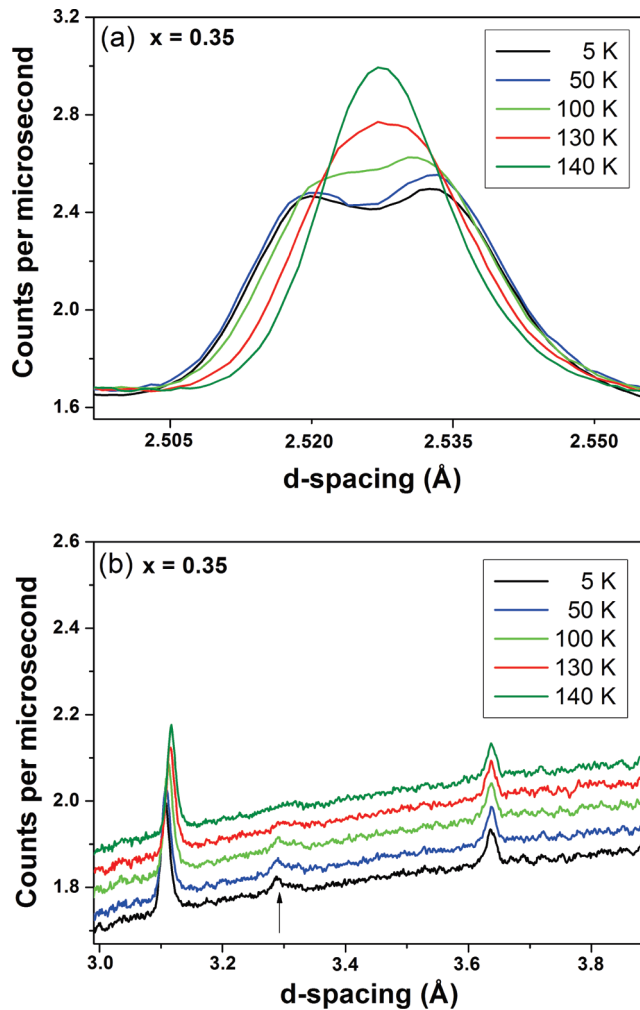 (a) x = 0.35
5 K
50 K
100 K
130 K
140 K
3.2
2.8
2.4
2.0
1.6
Counts per microsecond
2.505 2.520 2.535 2.550
d-spacing (Å)
(b) x = 0.35
5 K
50 K
100 K
130 K
140 K
2.6
2.4
2.2
2.0
1.8
Counts per microsecond
3.0 3.2 3.4 3.6 3.8
d-spacing (Å)